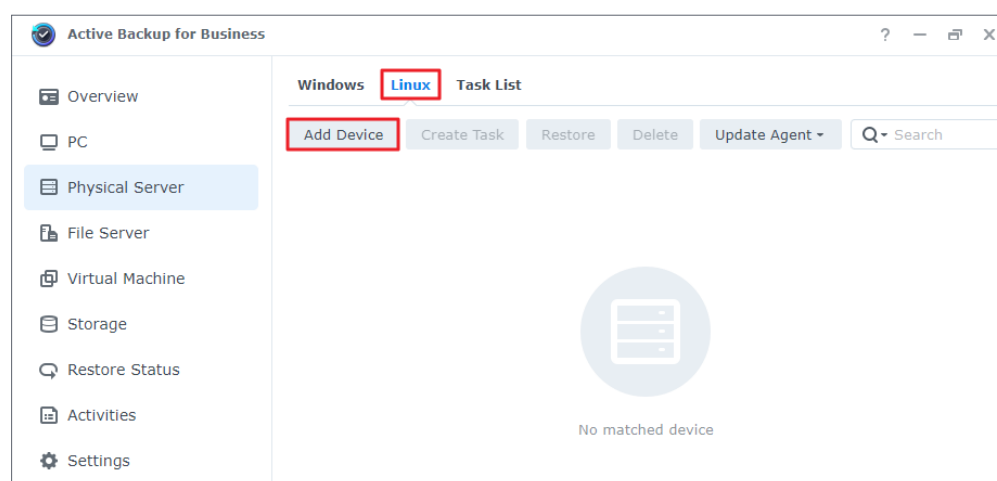 Active Backup for Business
?
Overview
PC
Physical Server
File Server
Virtual Machine
Storage
Restore Status
Activities
Settings
Windows Linux Task List
Add Device Create Task Restore Delete Update Agent Search
No matched device